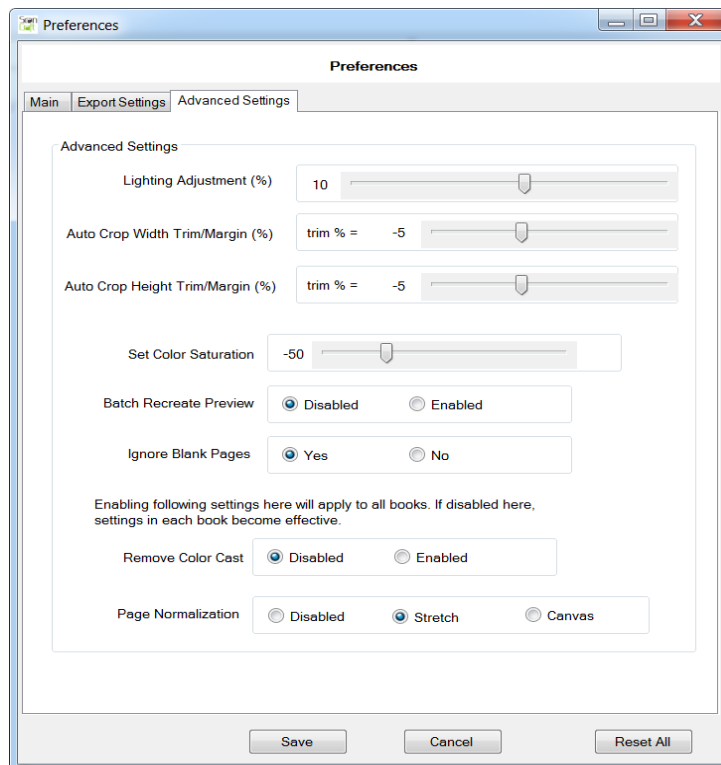 Preferences
Preferences
Main Export Settings Advanced Settings
Advanced Settings
Lighting Adjustment (%) 10
Auto Crop Width Trim/Margin (%) trim % = -5
Auto Crop Height Trim/Margin (%) trim % = -5
Set Color Saturation -50
Batch Recreate Preview Disabled Enabled
Ignore Blank Pages Yes No
Enabling following settings here will apply to all books. If disabled here,
settings in each book become effective.
Remove Color Cast Disabled Enabled
Page Normalization Disabled Stretch Canvas
Save Cancel Reset All